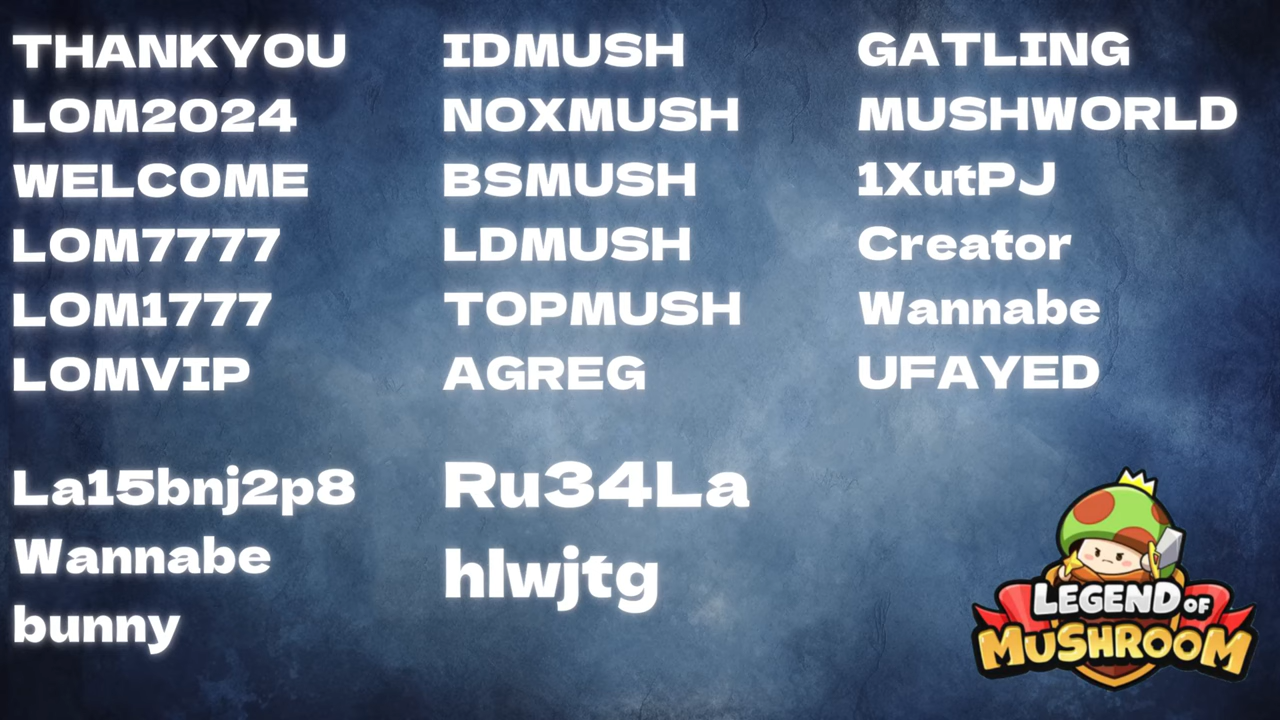 THANKYOU
LOM2024
WELCOME
LOM7777
LOM1777
LOMVIP
La15bnj2p8
Wannabe
bunny
IDMUSH
NOXMUSH
BSMUSH
LDMUSH
TOPMUSH
AGREG
Ru34La
hlwjtg
GATLING
MUSHWORLD
1XutPJ
Creator
Wannabe
UFAYED
LEGEND OF
MUSHROOM